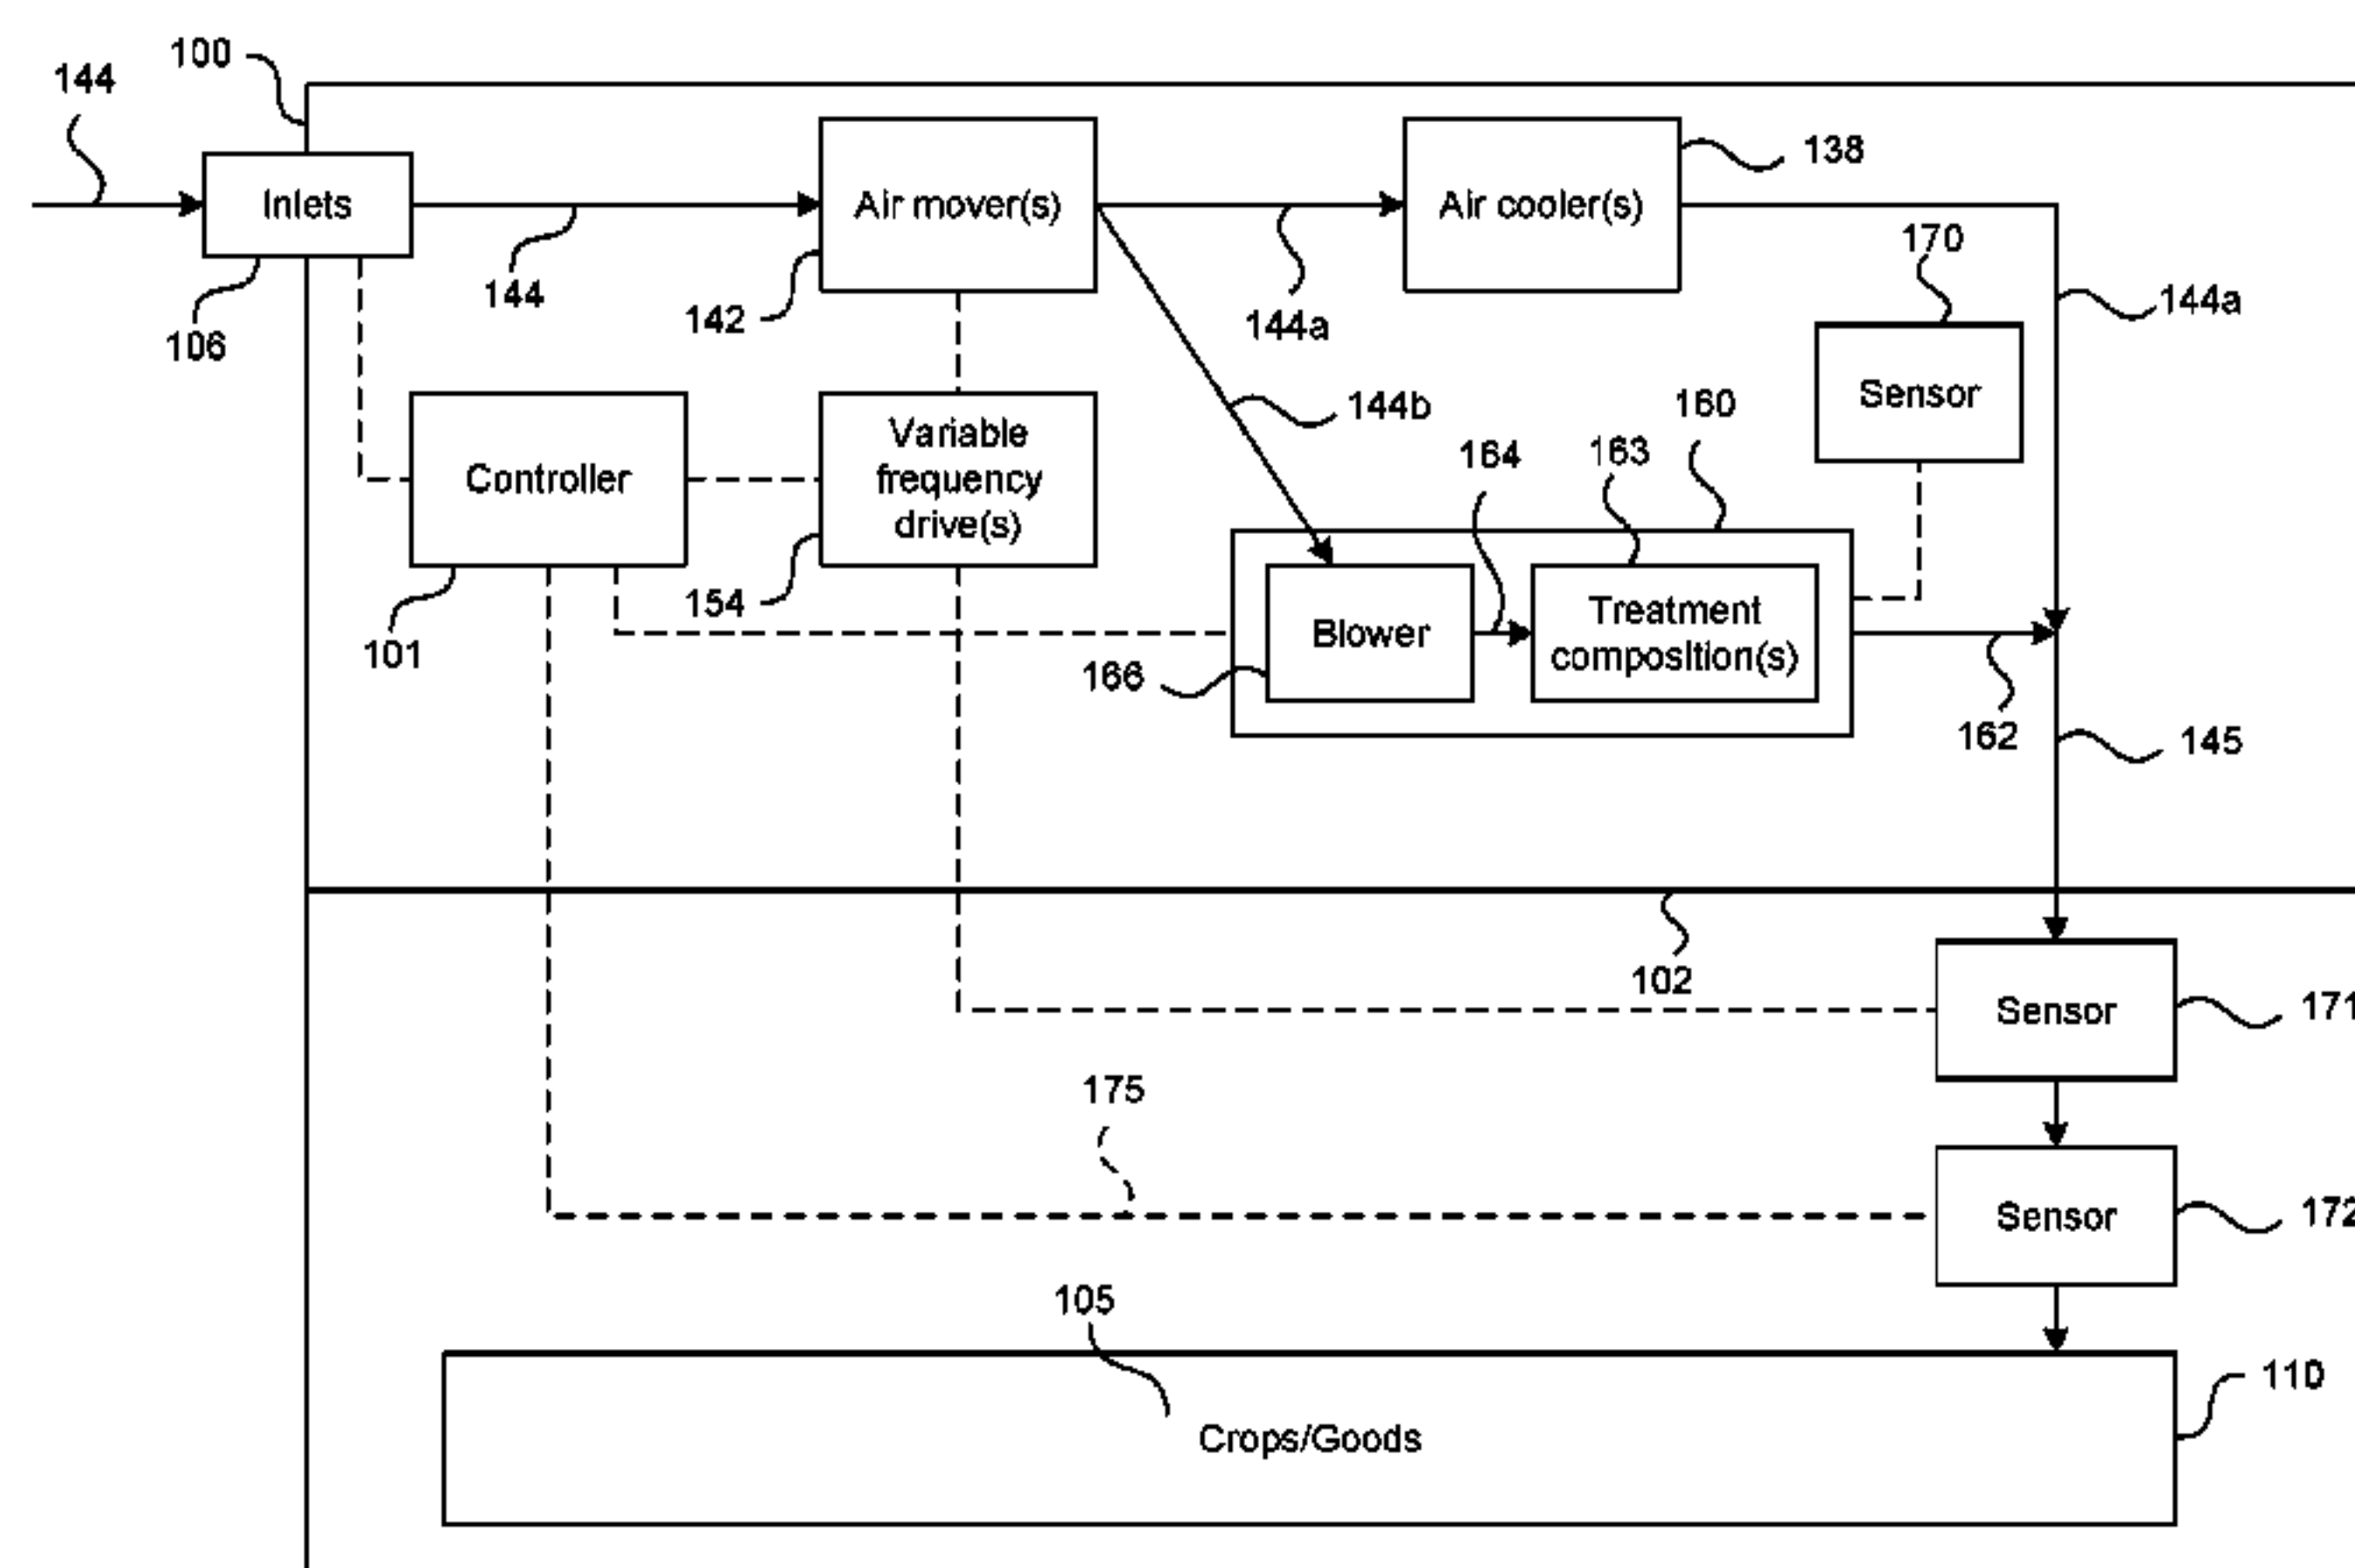 100
144
138
Inlets
Air mover(s)
Air cooler(s)
170
144
142
144a
144a
106
Sensor
144b
160
Controller
Variable
frequency
drive(s)
164
163
154
101
Blower
Treatment
composition(s)
166
162
145
102
Sensor
171
175
Sensor
172
105
110
Crops/Goods